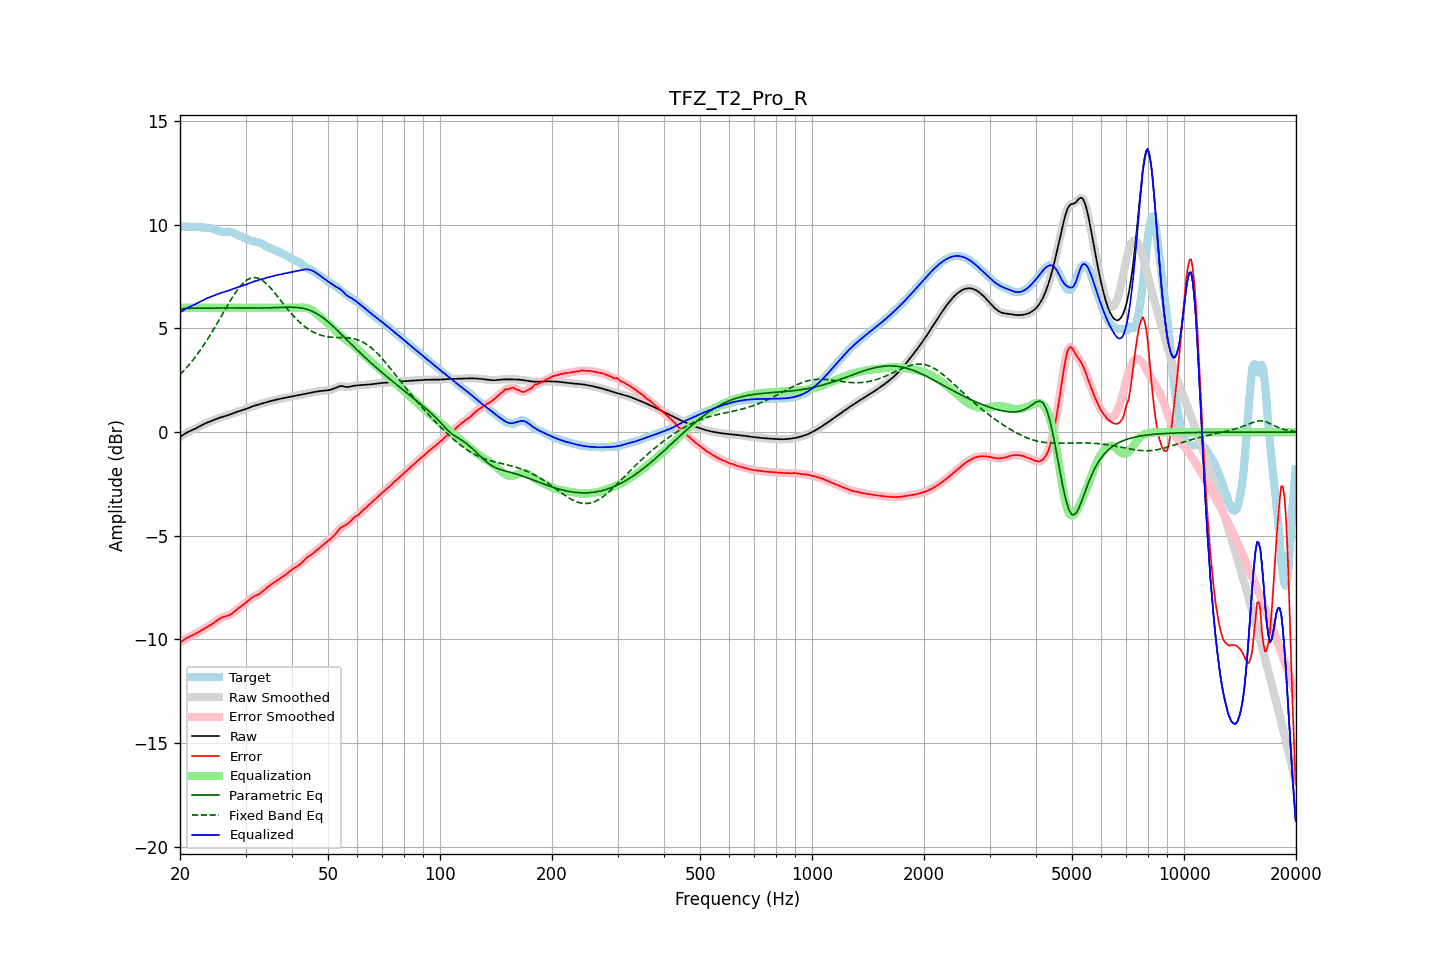 TFZ_T2_Pro_R
15
10
5
0
−5
−10
−15
−20
Amplitude (dBr)
Target
Raw Smoothed
Error Smoothed
Raw
Error
Equalization
Parametric Eq
Fixed Band Eq
Equalized
20 50 100 200 500 1000 2000 5000 10000 20000
Frequency (Hz)